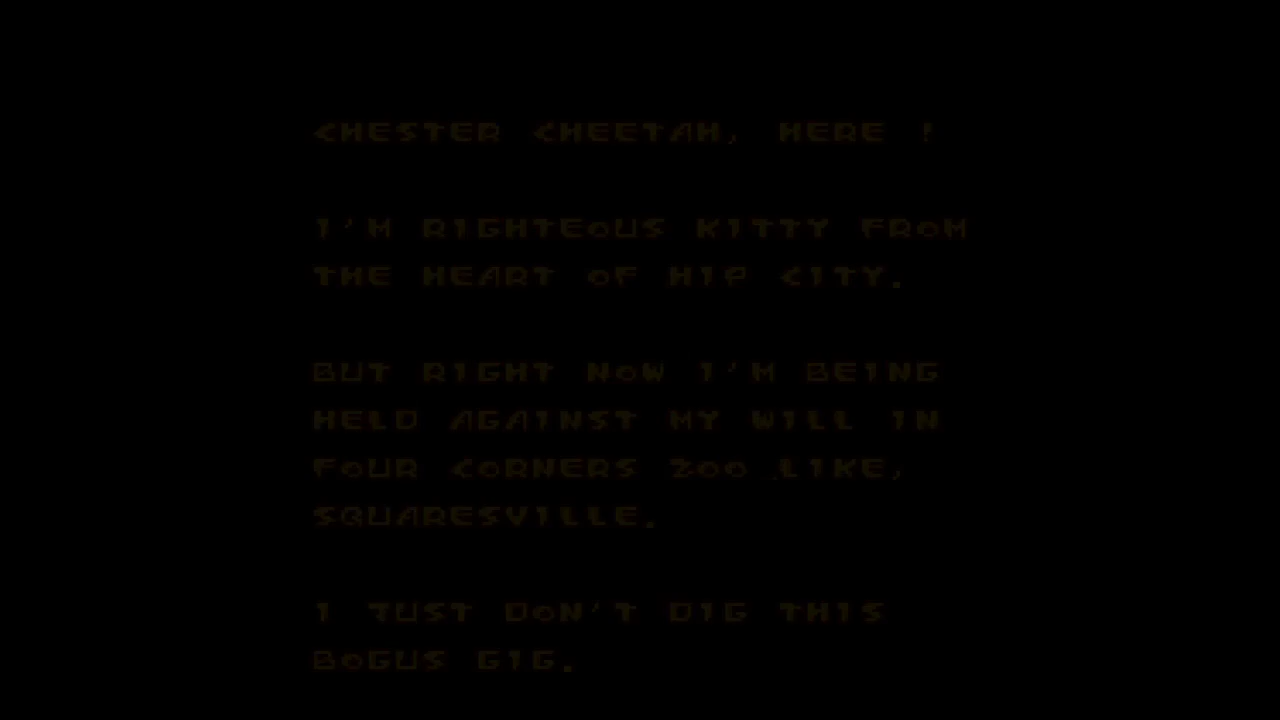 CHESTER CHEETAH, HERE !
I'M RIGHTEOUS KITTY FROM
THE HEART OF HIP CITY.
BUT RIGHT NOW I'M BEING
HELD AGAINST MY WILL IN
FOUR CORNERS ZOO..LIKE,
SQUARESVILLE.
I JUST DON'T DIG THIS
BOGUS GIG.